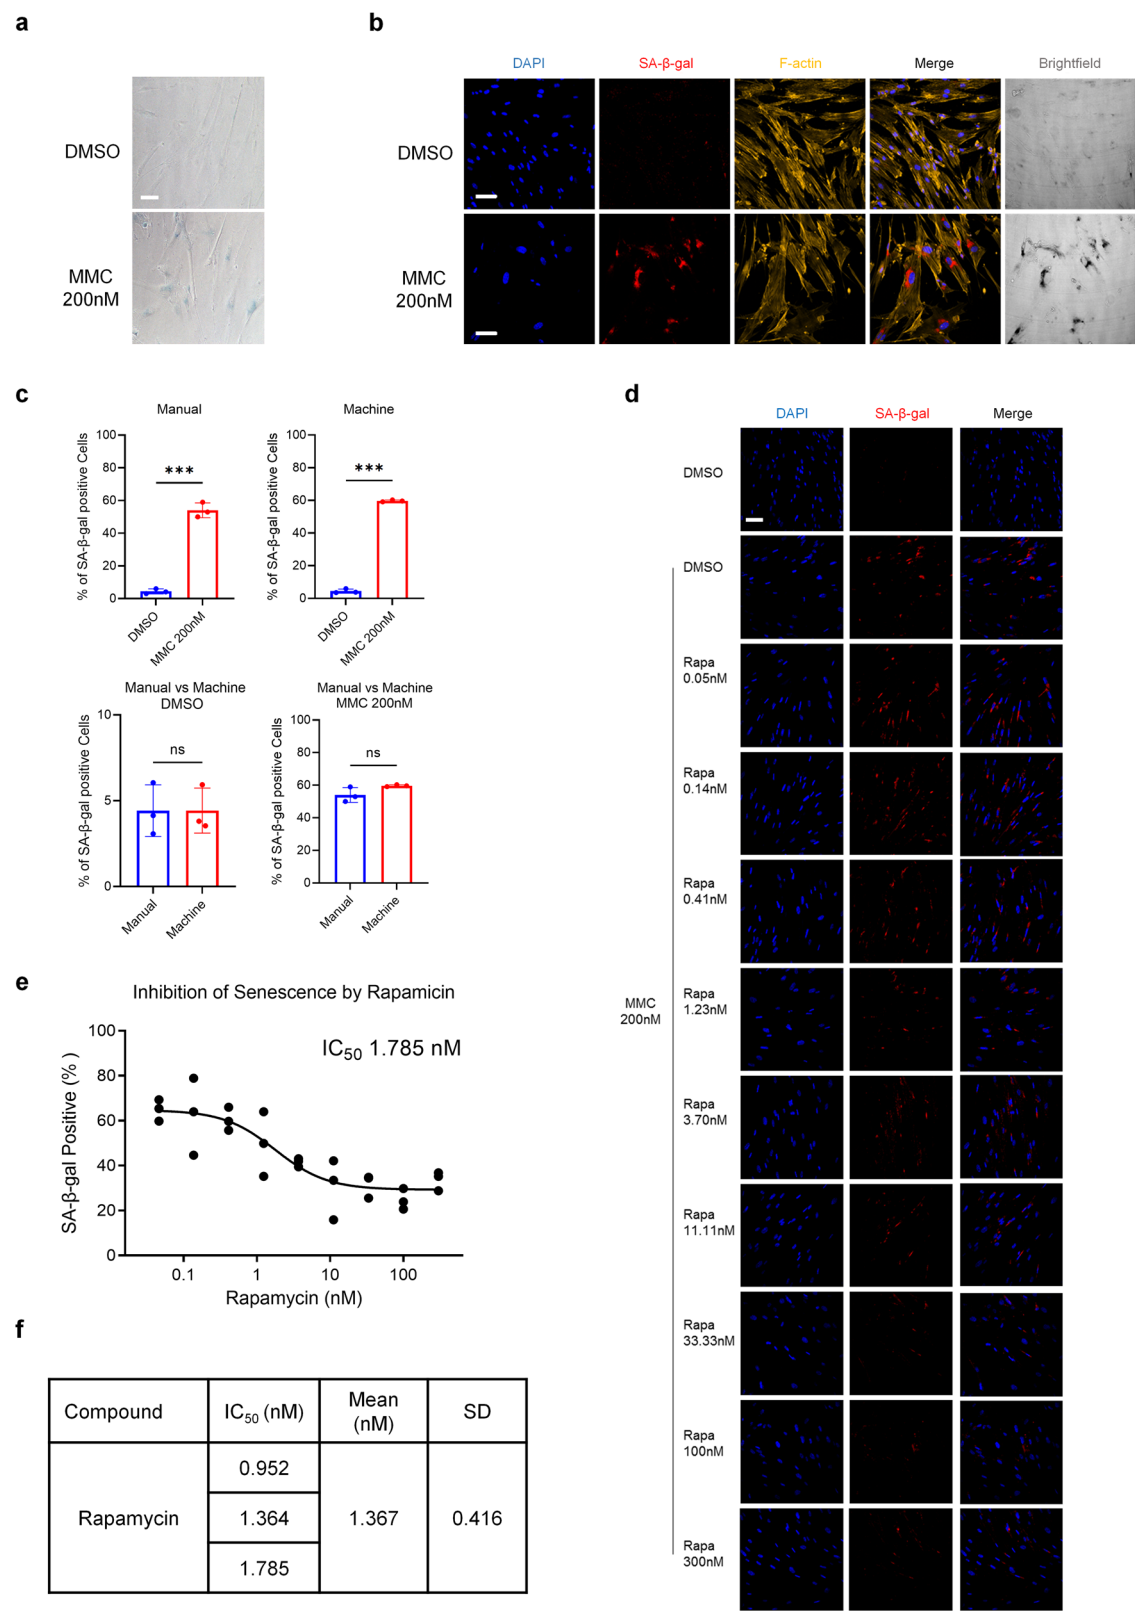 a
DMSO
MMC
200nM
b
DAPI
SA-β-gal
F-actin
Merge
Brightfield
DMSO
MMC
200nM
c
Manual
% of SA-β-gal positive Cells
100
80
60
40
20
0
***
DMSO
MMC 200nM
Machine
% of SA-β-gal positive Cells
100
80
60
40
20
0
***
DMSO
MMC 200nM
Manual vs Machine
DMSO
% of SA-β-gal positive Cells
10
5
0
ns
Manual
Machine
Manual vs Machine
MMC 200nM
% of SA-β-gal positive Cells
100
80
60
40
20
0
ns
Manual
Machine
d
DAPI
SA-β-gal
Merge
DMSO
DMSO
Rapa
0.05nM
Rapa
0.14nM
Rapa
0.41nM
MMC
200nM
Rapa
1.23nM
Rapa
3.70nM
Rapa
11.11nM
Rapa
33.33nM
Rapa
100nM
Rapa
300nM
e
Inhibition of Senescence by Rapamicin
IC50 1.785 nM
SA-β-gal Positive (% )
100
80
60
40
20
0
0.1
1
10
100
Rapamycin (nM)
f
Compound
IC50 (nM)
Mean
(nM)
SD
Rapamycin
0.952
1.364
1.785
1.367
0.416